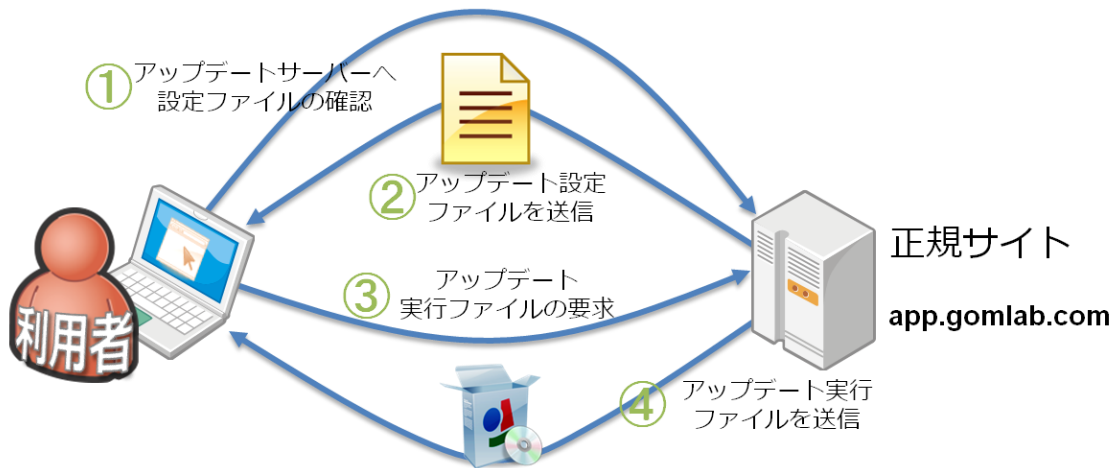 ①
アップデートサーバーへ
設定ファイルの確認
②
アップデート設定
ファイルを送信
利用者
③
アップデート
実行ファイルの要求
正規サイト
app.gomlab.com
④
アップデート実行
ファイルを送信